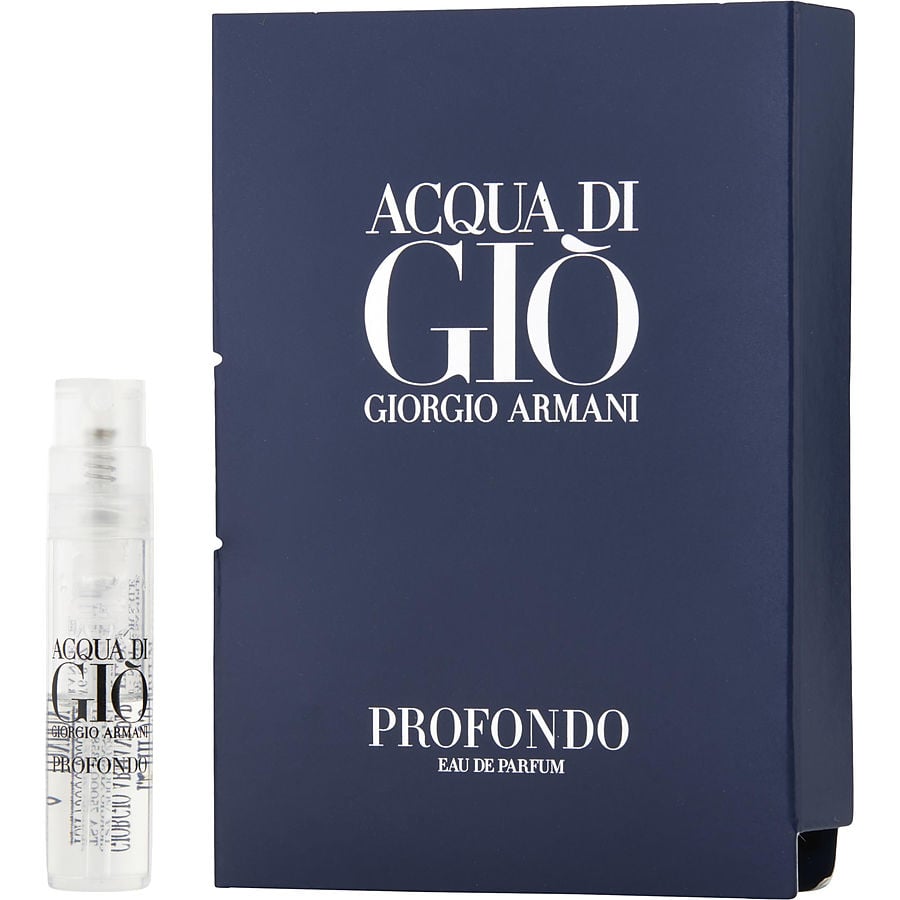 ACQUA DI
GIÒ
GIORGIO ARMANI
PROFONDO
EAU DE PARFUM
ACQUA DI
GIÒ
GIORGIO ARMANI
PROFONDO